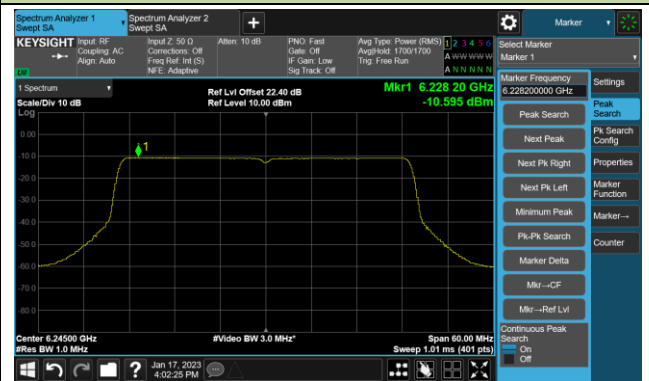 Spectrum Analyzer 1
Swept SA
Spectrum Analyzer 2
Swept SA
+
Marker
KEYSIGHT
Input: RF
Coupling: AC
Align: Auto
Input Z: 50 Ω
Corrections: Off
Freq Ref: Int (S)
NFE: Adaptive
Atten: 10 dB
PNO: Fast
Gate: Off
IF Gain: Low
Sig Track: Off
Avg Type: Power (RMS)
Avg|Hold: 1700/1700
Trig: Free Run
1 2 3 4 5 6
A W W W W W
A N N N N N
LXI
Select Marker
Marker 1
1 Spectrum
Scale/Div 10 dB
Log
Ref Lvl Offset 22.40 dB
Ref Level 10.00 dBm
Mkr1 6.228 20 GHz
-10.595 dBm
1
0.00
-10.0
-20.0
-30.0
-40.0
-50.0
-60.0
-70.0
-80.0
Center 6.24500 GHz
#Res BW 1.0 MHz
#Video BW 3.0 MHz*
Span 60.00 MHz
Sweep 1.01 ms (401 pts)
Marker Frequency
6.228200000 GHz
Peak Search
Next Peak
Next Pk Right
Next Pk Left
Minimum Peak
Pk-Pk Search
Marker Delta
Mkr→CF
Mkr→Ref Lvl
Continuous Peak
Search
On
Off
Settings
Peak
Search
Pk Search
Config
Properties
Marker
Function
Marker→
Counter
?
Jan 17, 2023
4:02:25 PM